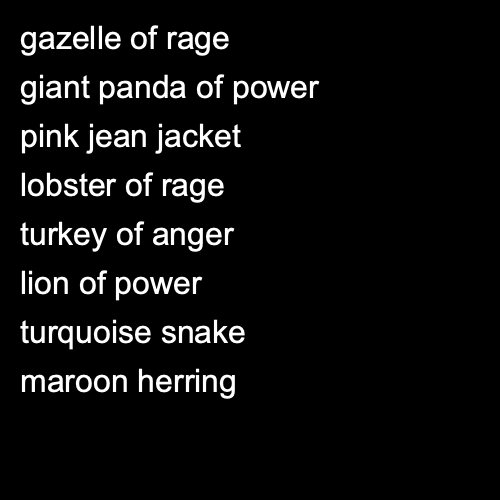 gazelle of rage
giant panda of power
pink jean jacket
lobster of rage
turkey of anger
lion of power
turquoise snake
maroon herring